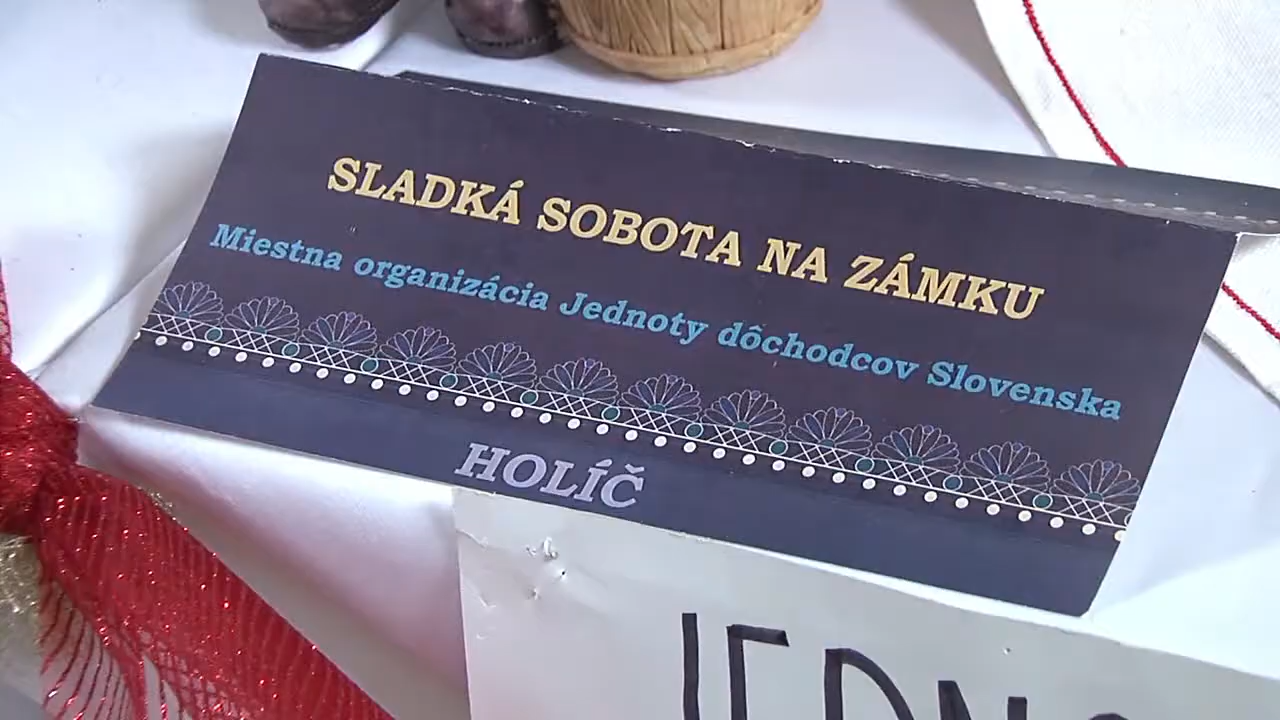 SLADKÁ SOBOTA NA ZÁMKU
Miestna organizácia Jednoty dôchodcov Slovenska
HOLÍČ